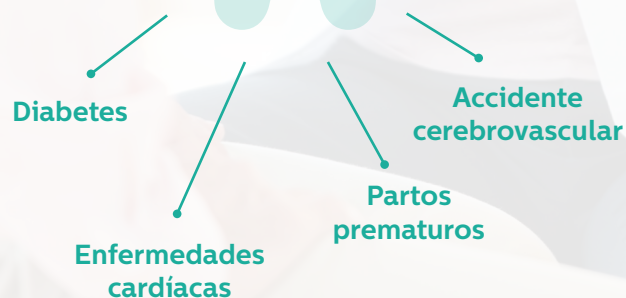 Diabetes
Accidente
cerebrovascular
Partos
prematuros
Enfermedades
cardíacas